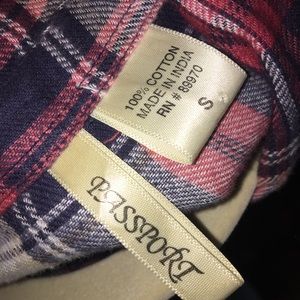 100% COTTON
MADE IN INDIA
RN # 89970
S
PASSPORT